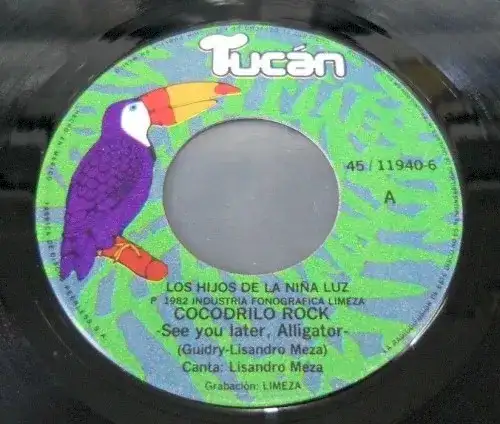 Tucán
45/11940-6
A
LOS HIJOS DE LA NIÑA LUZ
P 1982 INDUSTRIA FONOGRAFICA LIMEZA
COCODRILO ROCK
-See you later, Alligator-
(Guidry-Lisandro Meza)
Canta: Lisandro Meza
Grabación: LIMEZA